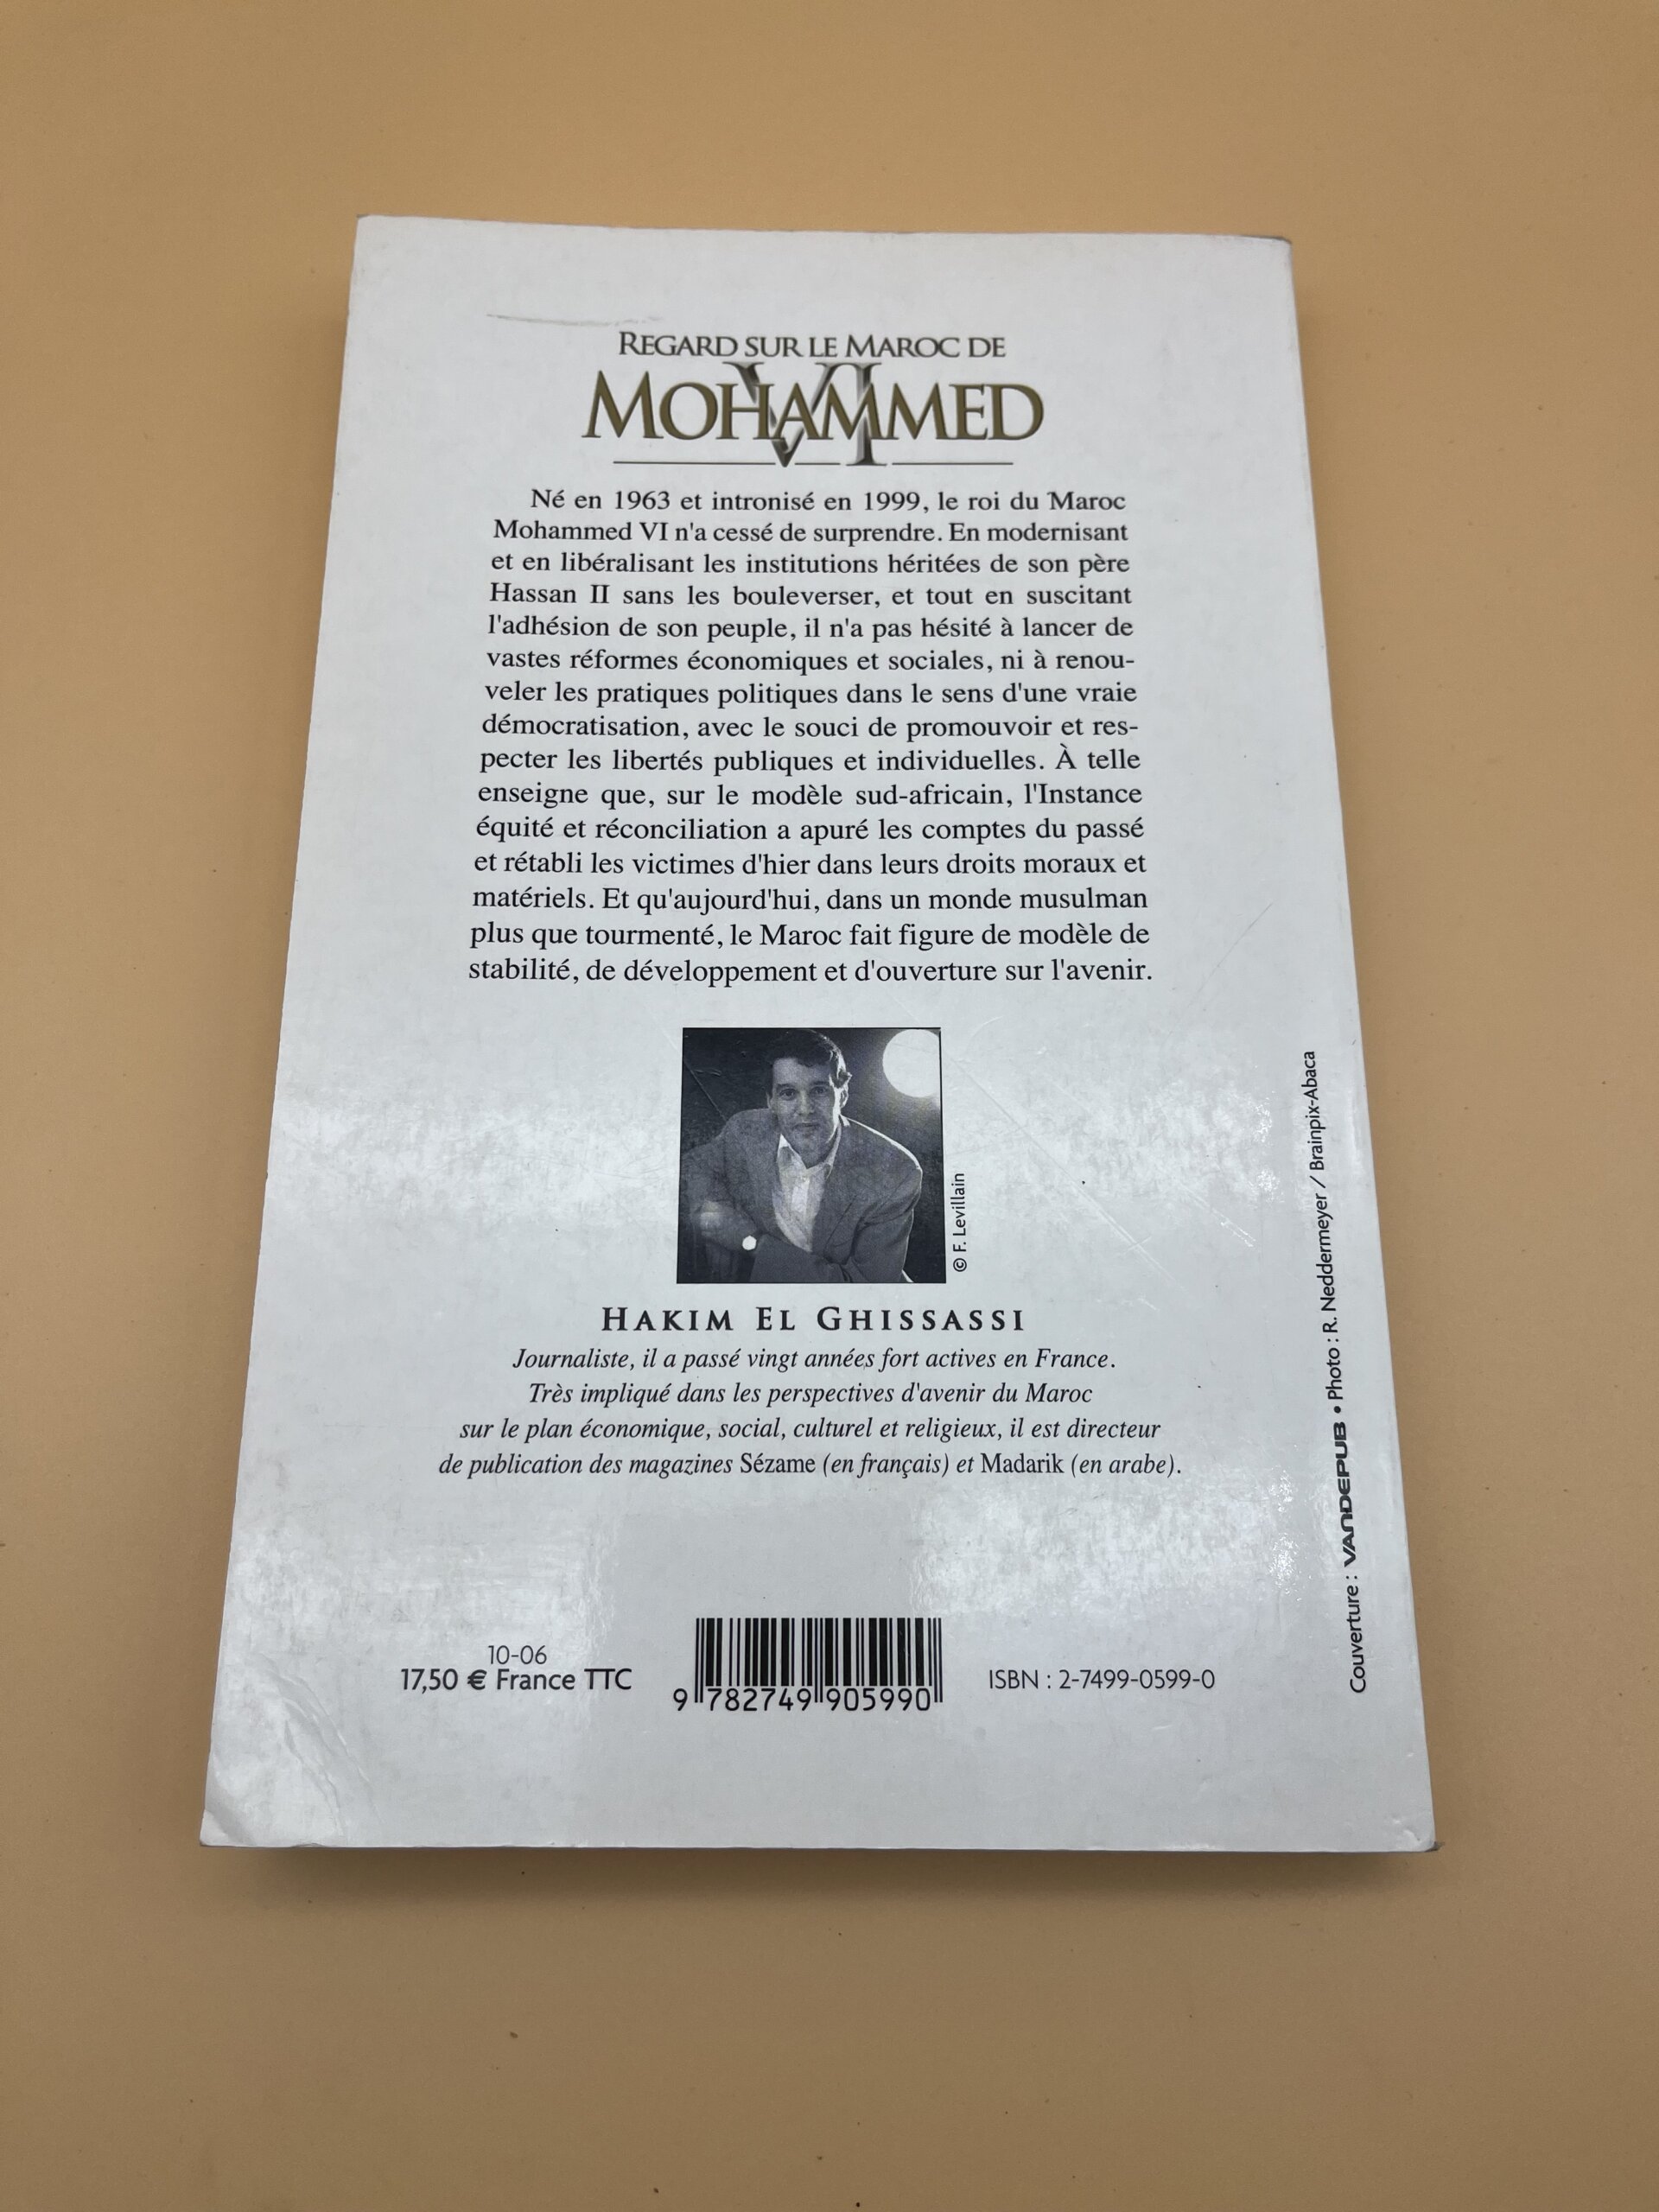 REGARD SUR LE MAROC DE
MOHAMMED
VI
Né en 1963 et intronisé en 1999, le roi du Maroc
Mohammed VI n'a cessé de surprendre. En modernisant
et en libéralisant les institutions héritées de son père
Hassan II sans les bouleverser, et tout en suscitant
l'adhésion de son peuple, il n'a pas hésité à lancer de
vastes réformes économiques et sociales, ni à renou-
veler les pratiques politiques dans le sens d'une vraie
démocratisation, avec le souci de promouvoir et res-
pecter les libertés publiques et individuelles. À telle
enseigne que, sur le modèle sud-africain, l'Instance
équité et réconciliation a apuré les comptes du passé
et rétabli les victimes d'hier dans leurs droits moraux et
matériels. Et qu'aujourd'hui, dans un monde musulman
plus que tourmenté, le Maroc fait figure de modèle de
stabilité, de développement et d'ouverture sur l'avenir.
© F. Levillain
HAKIM EL GHISSASSI
Journaliste, il a passé vingt années fort actives en France.
Très impliqué dans les perspectives d'avenir du Maroc
sur le plan économique, social, culturel et religieux, il est directeur
de publication des magazines Sézame (en français) et Madarik (en arabe).
10-06
17,50 € France TTC
9 782749 905990
ISBN : 2-7499-0599-0
Couverture : VANDEPUB • Photo : R. Neddermeyer / Brainpix-Abaca